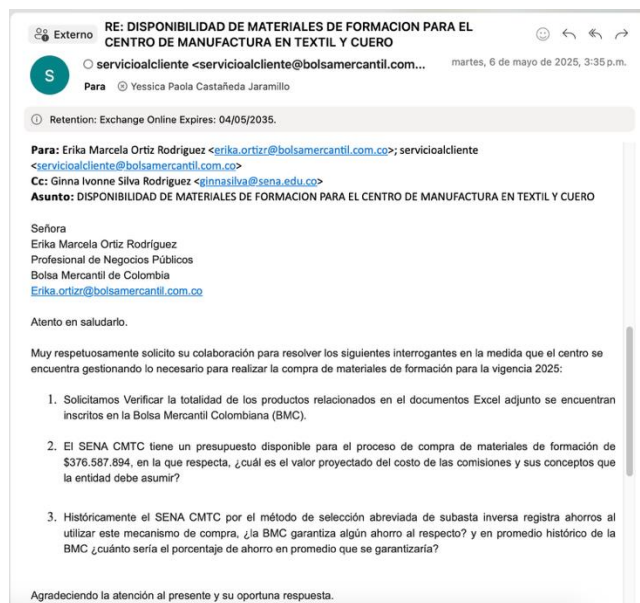 Externo
RE: DISPONIBILIDAD DE MATERIALES DE FORMACION PARA EL
CENTRO DE MANUFACTURA EN TEXTIL Y CUERO
S
servicioalcliente <servicioalcliente@bolsamercantil.com...
martes, 6 de mayo de 2025, 3:35 p.m.
Para Yessica Paola Castañeda Jaramillo
Retention: Exchange Online Expires: 04/05/2035.
Para: Erika Marcela Ortiz Rodriguez <erika.ortizr@bolsamercantil.com.co>; servicioalcliente
<servicioalcliente@bolsamercantil.com.co>
Cc: Ginna Ivonne Silva Rodriguez <ginnasilva@sena.edu.co>
Asunto: DISPONIBILIDAD DE MATERIALES DE FORMACION PARA EL CENTRO DE MANUFACTURA EN TEXTIL Y CUERO
Señora
Erika Marcela Ortiz Rodríguez
Profesional de Negocios Públicos
Bolsa Mercantil de Colombia
Erika.ortizr@bolsamercantil.com.co
Atento en saludarlo.
Muy respetuosamente solicito su colaboración para resolver los siguientes interrogantes en la medida que el centro se
encuentra gestionando lo necesario para realizar la compra de materiales de formación para la vigencia 2025:
1. Solicitamos Verificar la totalidad de los productos relacionados en el documentos Excel adjunto se encuentran
inscritos en la Bolsa Mercantil Colombiana (BMC).
2. El SENA CMTC tiene un presupuesto disponible para el proceso de compra de materiales de formación de
$376.587.894, en la que respecta, ¿cuál es el valor proyectado del costo de las comisiones y sus conceptos que
la entidad debe asumir?
3. Históricamente el SENA CMTC por el método de selección abreviada de subasta inversa registra ahorros al
utilizar este mecanismo de compra, ¿la BMC garantiza algún ahorro al respecto? y en promedio histórico de la
BMC ¿cuánto sería el porcentaje de ahorro en promedio que se garantizaría?
Agradeciendo la atención al presente y su oportuna respuesta.